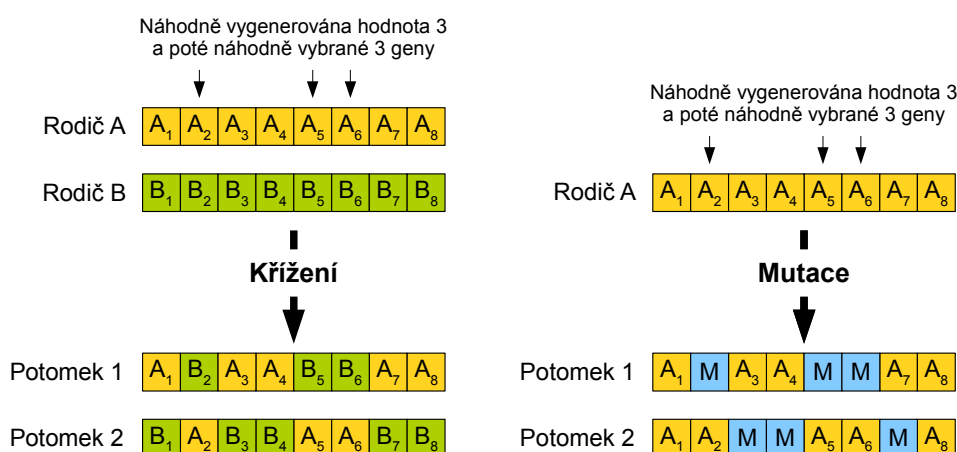 Náhodně vygenerována hodnota 3
a poté náhodně vybrané 3 geny
Rodič A A1 A2 A3 A4 A5 A6 A7 A8
Rodič B B1 B2 B3 B4 B5 B6 B7 B8
Křížení
Potomek 1 A1 B2 A3 A4 B5 B6 A7 A8
Potomek 2 B1 A2 B3 B4 A5 A6 B7 B8
Náhodně vygenerována hodnota 3
a poté náhodně vybrané 3 geny
Rodič A A1 A2 A3 A4 A5 A6 A7 A8
Mutace
Potomek 1 A1 M A3 A4 M M A7 A8
Potomek 2 A1 A2 M M A5 A6 M A8